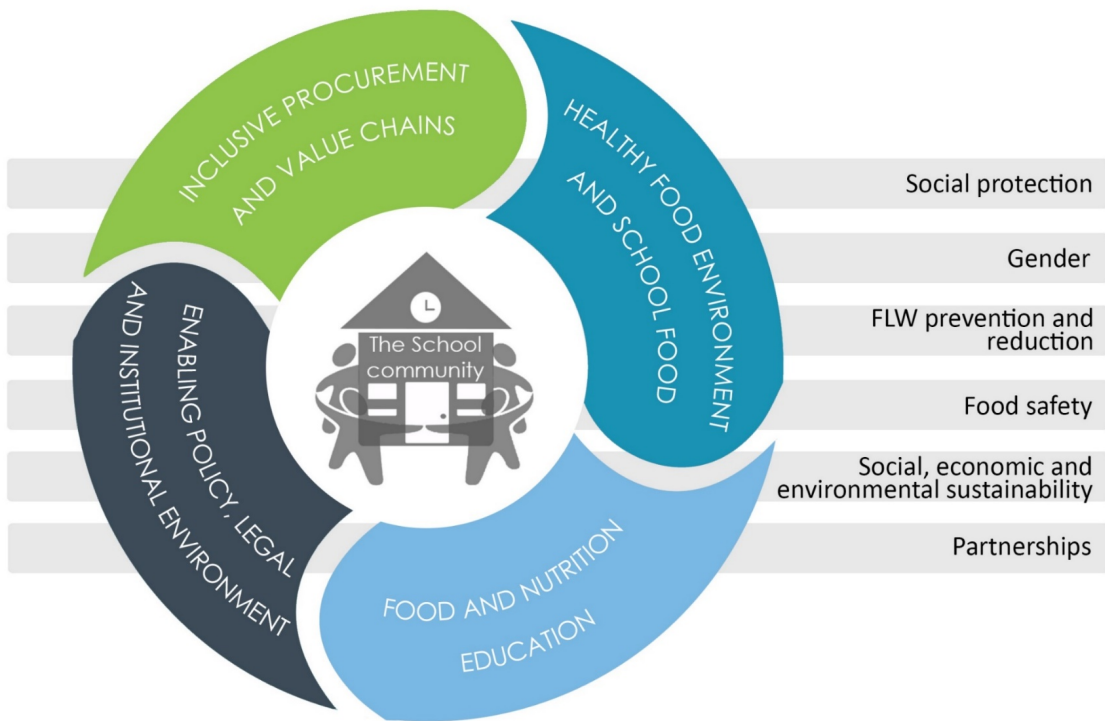 INCLUSIVE PROCUREMENT
AND VALUE CHAINS
HEALTHY FOOD ENVIRONMENT
AND SCHOOL FOOD
FOOD AND NUTRITION
EDUCATION
ENABLING POLICY, LEGAL
AND INSTITUTIONAL ENVIRONMENT
The School
community
Social protection
Gender
FLW prevention and
reduction
Food safety
Social, economic and
environmental sustainability
Partnerships